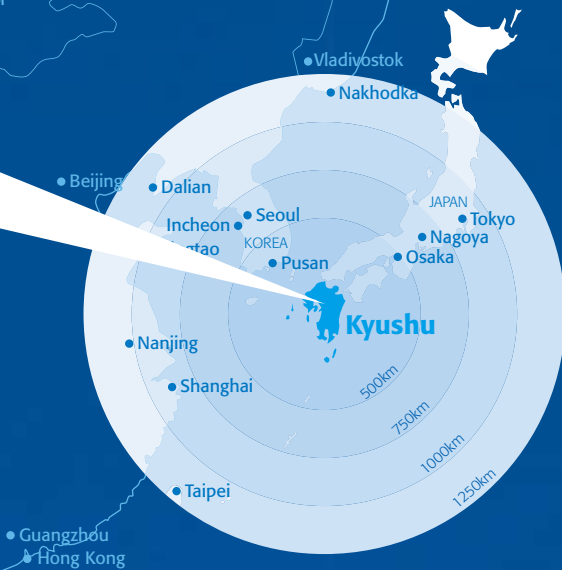 Vladivostok
Nakhodka
Beijing
Dalian
JAPAN
Seoul
Tokyo
Incheon
Nagoya
KOREA
Osaka
Pusan
Kyushu
Nanjing
500km
Shanghai
750km
1000km
1250km
Taipei
Guangzhou
Hong Kong